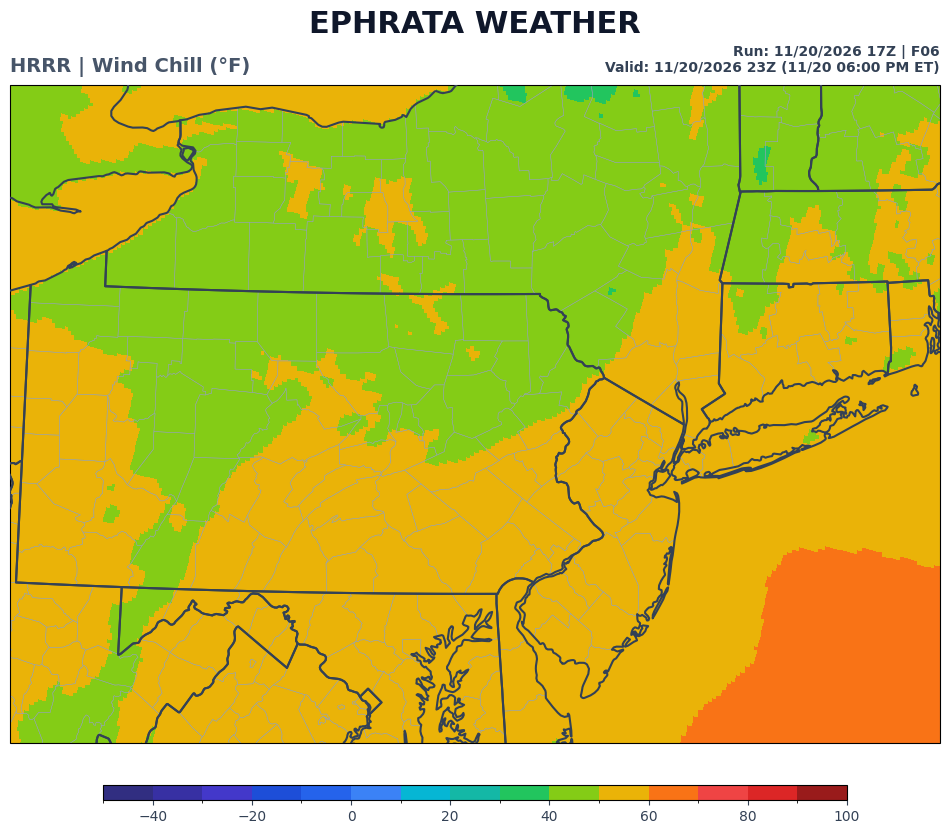 EPHRATA WEATHER
HRRR | Wind Chill (°F)
Run: 11/20/2026 17Z | F06
Valid: 11/20/2026 23Z (11/20 06:00 PM ET)
−40 −20 0 20 40 60 80 100